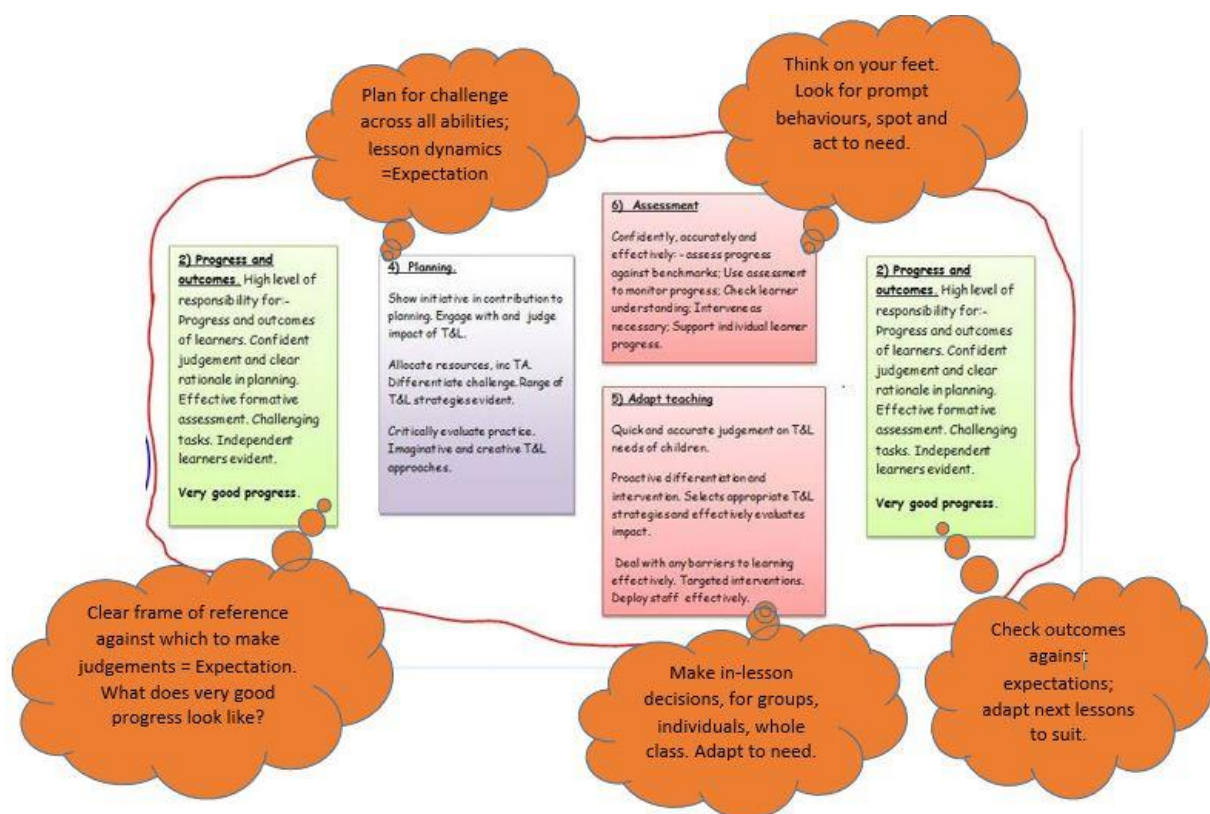 Plan for challenge
across all abilities;
lesson dynamics
=Expectation
Think on your feet.
Look for prompt
behaviours, spot and
act to need.
2) Progress and
outcomes. High level of
responsibility for:-
Progress and outcomes
of learners. Confident
judgement and clear
rationale in planning.
Effective formative
assessment. Challenging
tasks. Independent
learners evident.
Very good progress.
4) Planning.
Show initiative in contribution to
planning. Engage with and judge
impact of T&L.
Allocate resources, inc TA.
Differentiate challenge. Range of
T&L strategies evident.
Critically evaluate practice.
Imaginative and creative T&L
approaches.
6) Assessment
Confidently, accurately and
effectively: - assess progress
against benchmarks; Use assessment
to monitor progress; Check learner
understanding; Intervene as
necessary; Support individual learner
progress.
5) Adapt teaching
Quick and accurate judgement on T&L
needs of children.
Proactive differentiation and
intervention. Selects appropriate T&L
strategies and effectively evaluates
impact.
Deal with any barriers to learning
effectively. Targeted interventions.
Deploy staff effectively.
2) Progress and
outcomes. High level of
responsibility for:-
Progress and outcomes
of learners. Confident
judgement and clear
rationale in planning.
Effective formative
assessment. Challenging
tasks. Independent
learners evident.
Very good progress.
Clear frame of reference
against which to make
judgements = Expectation.
What does very good
progress look like?
Make in-lesson
decisions, for groups,
individuals, whole
class. Adapt to need.
Check outcomes
against
expectations;
adapt next lessons
to suit.